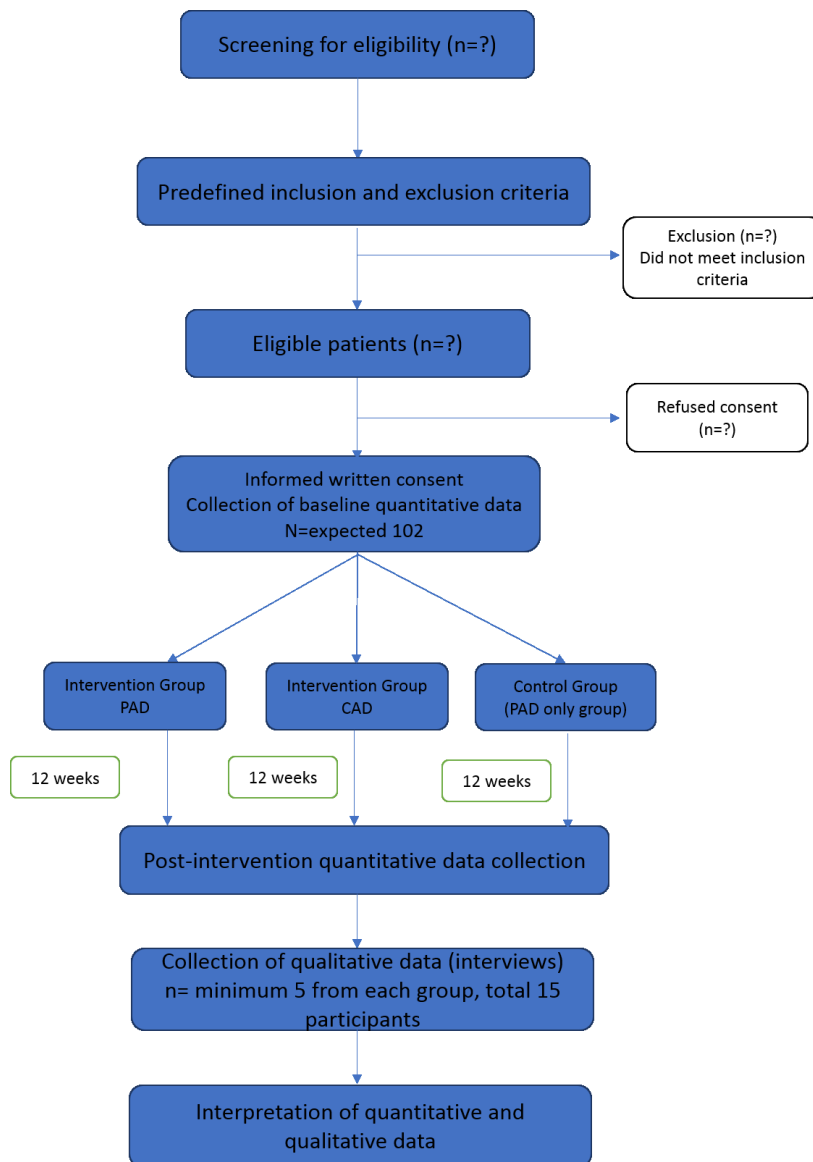 Screening for eligibility (n=?)
Predefined inclusion and exclusion criteria
Exclusion (n=?)
Did not meet inclusion
criteria
Eligible patients (n=?)
Refused consent
(n=?)
Informed written consent
Collection of baseline quantitative data
N=expected 102
Intervention Group
PAD
Intervention Group
CAD
Control Group
(PAD only group)
12 weeks
12 weeks
12 weeks
Post-intervention quantitative data collection
Collection of qualitative data (interviews)
n= minimum 5 from each group, total 15
participants
Interpretation of quantitative and
qualitative data